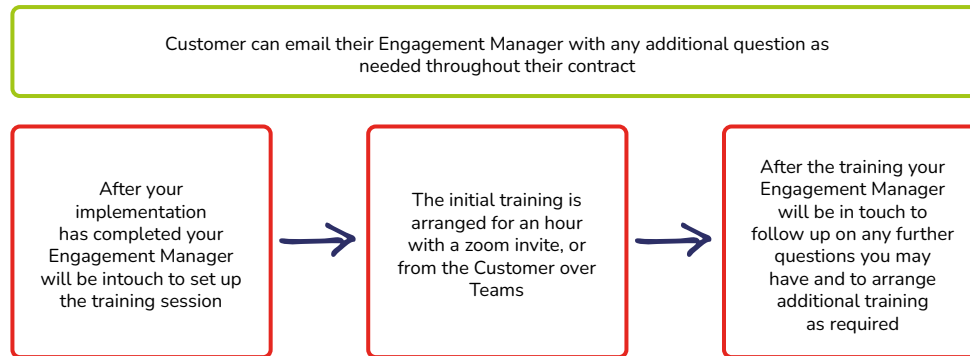 Customer can email their Engagement Manager with any additional question as
needed throughout their contract
After your
implementation
has completed your
Engagement Manager
will be intouch to set up
the training session
The initial training is
arranged for an hour
with a zoom invite, or
from the Customer over
Teams
After the training your
Engagement Manager
will be in touch to
follow up on any further
questions you may
have and to arrange
additional training
as required